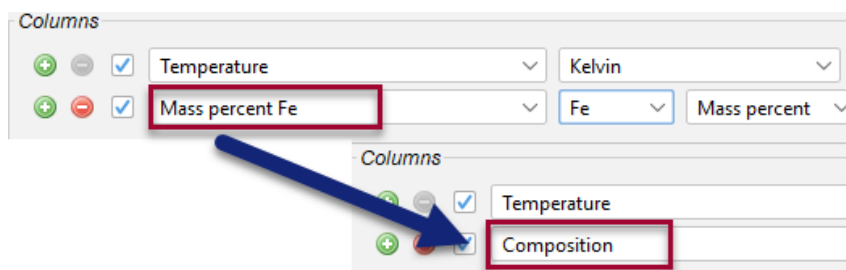 Columns
Temperature Kelvin
Mass percent Fe Fe Mass percent
Columns
Temperature
Composition